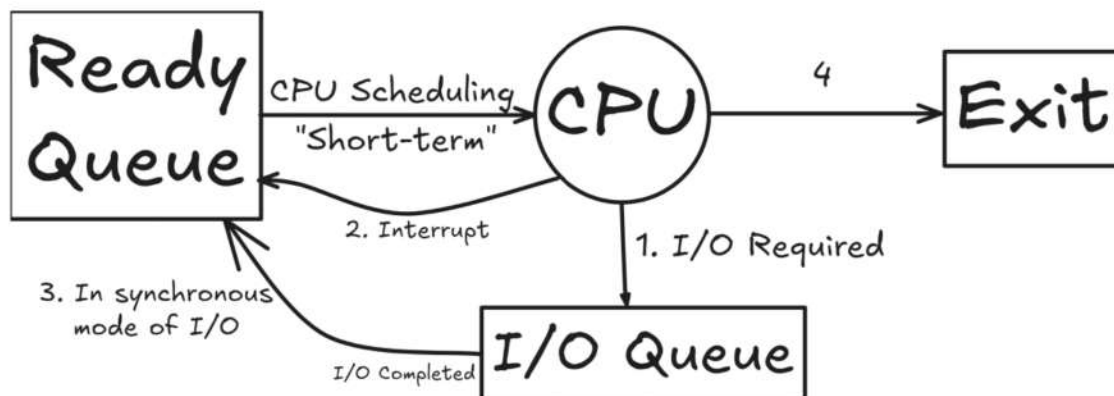 Ready
Queue
CPU Scheduling
"Short-term"
CPU
4
Exit
2. Interrupt
1. I/O Required
3. In synchronous
mode of I/O
I/O Completed
I/O Queue